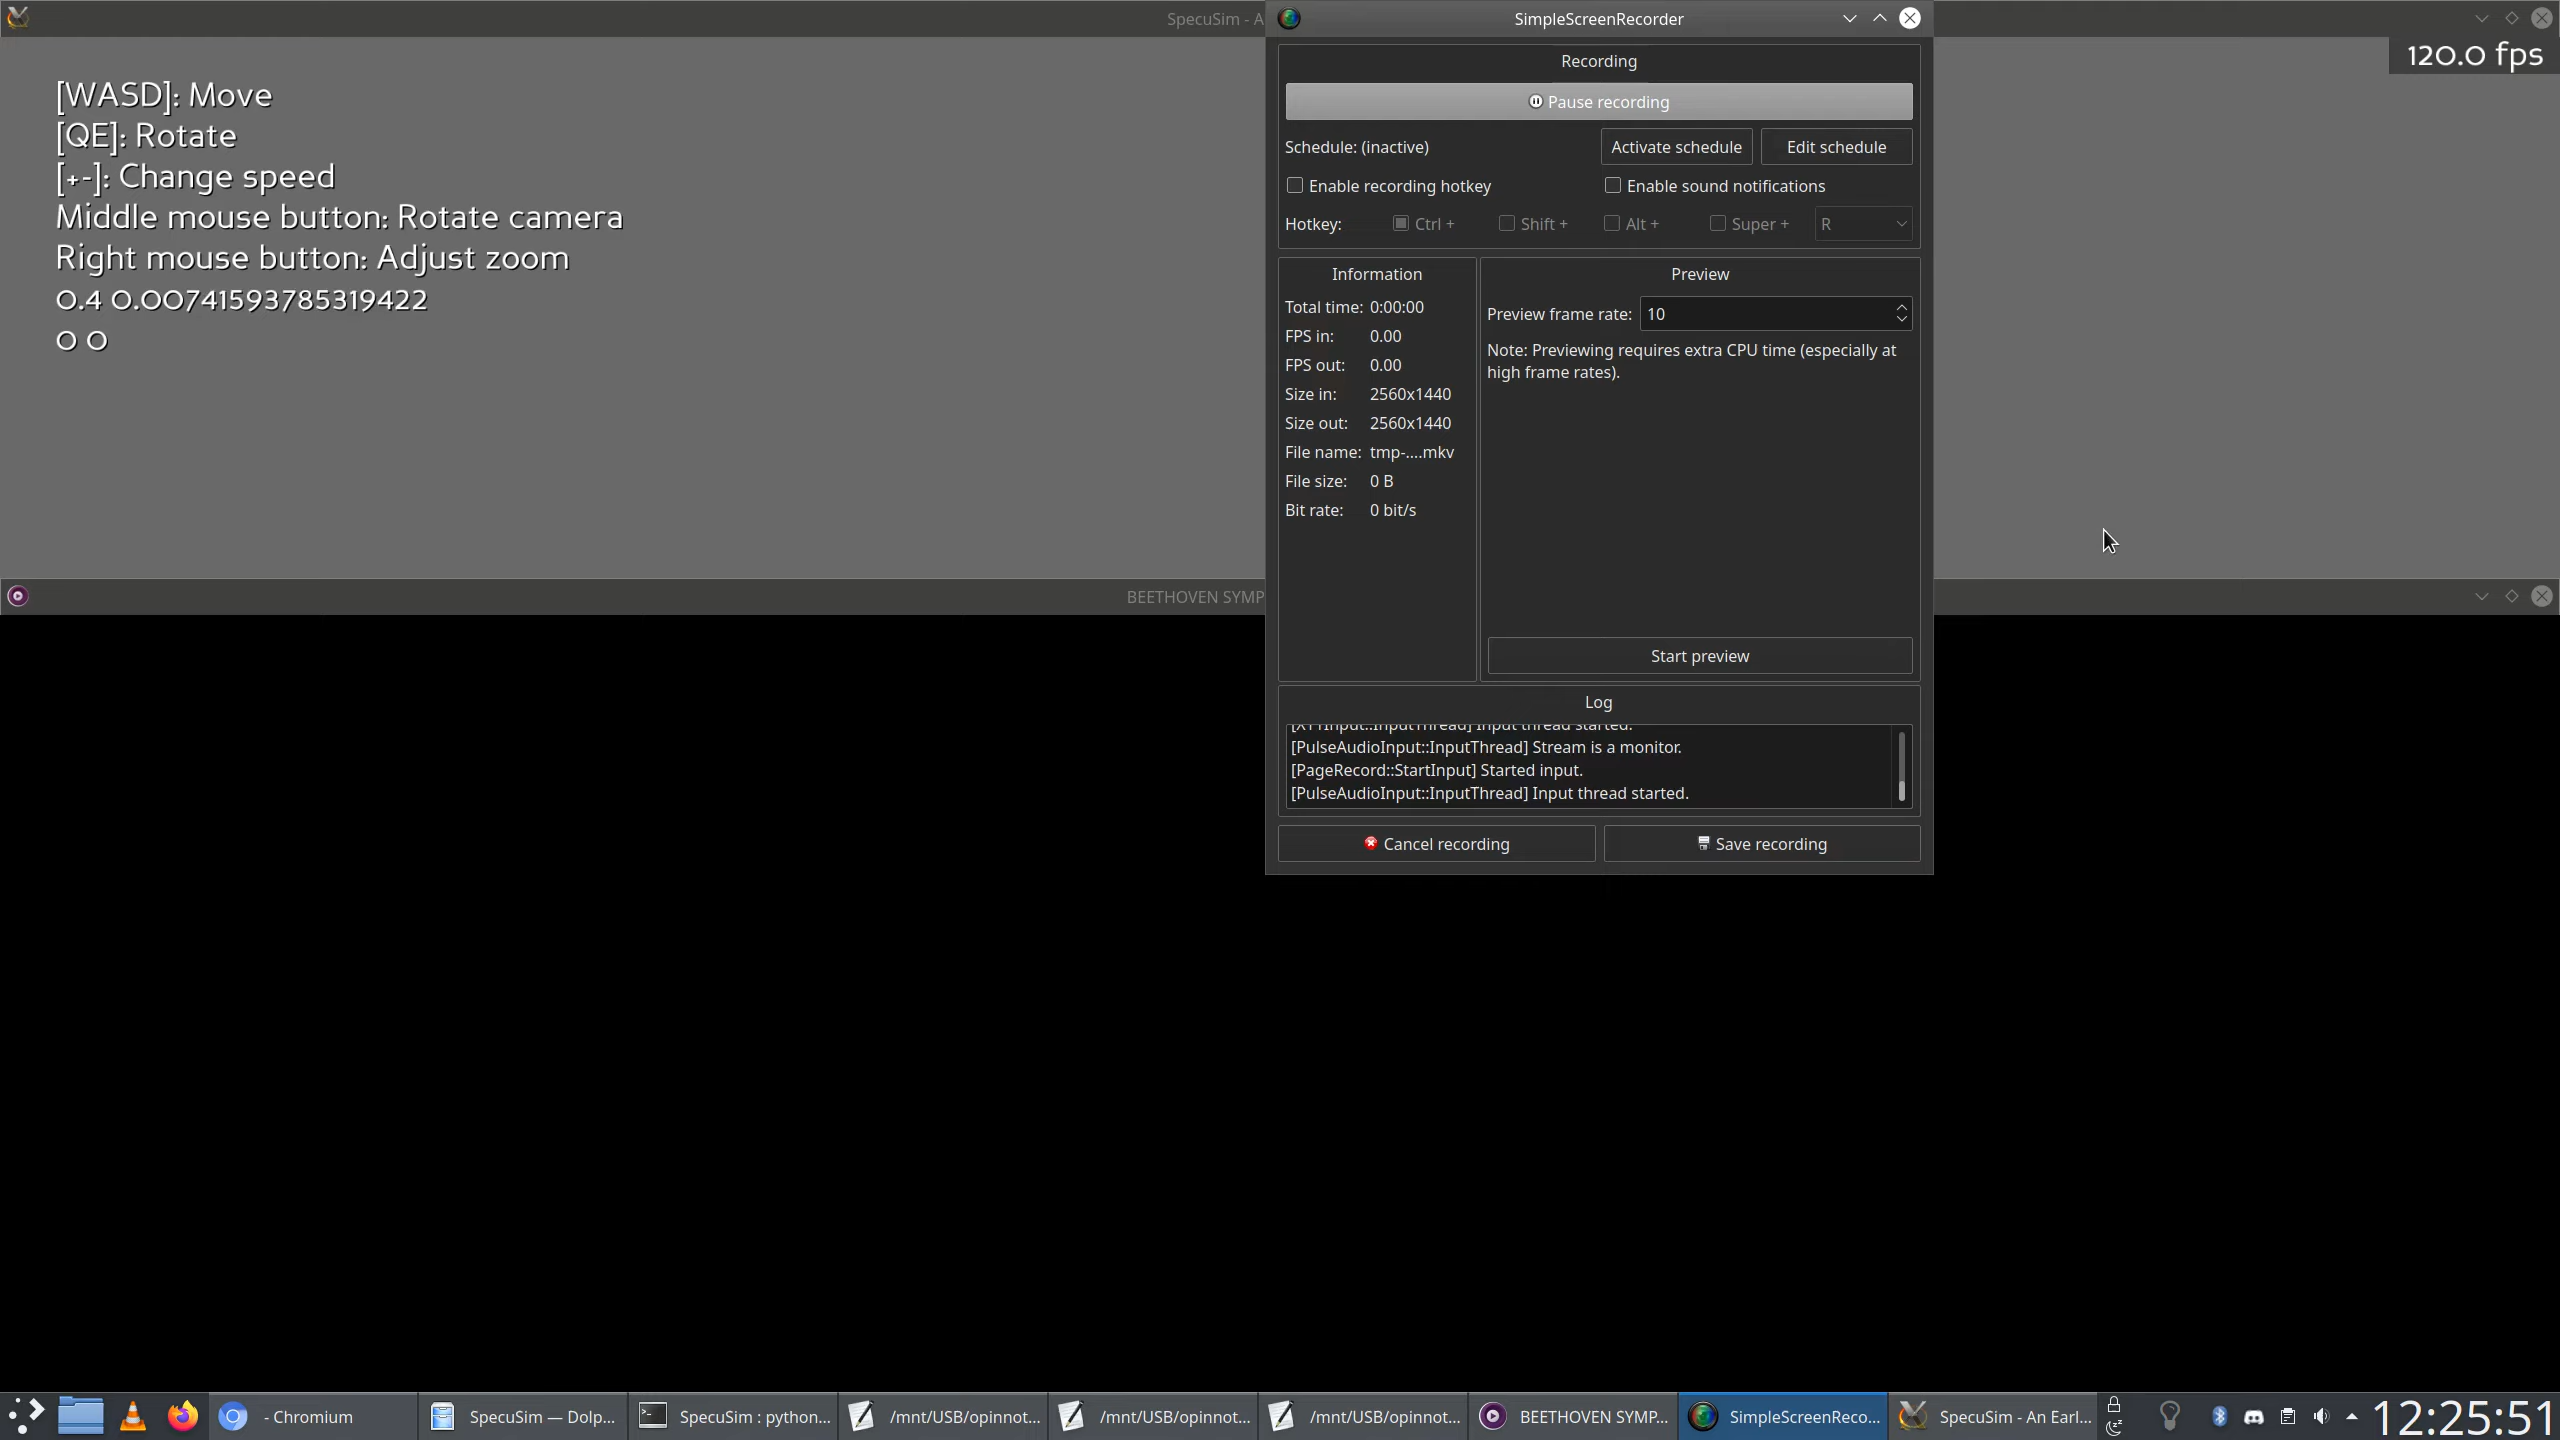 SpecuSim - A
SimpleScreenRecorder
120.0 fps
[WASD]: Move
[QE]: Rotate
[+-]: Change speed
Middle mouse button: Rotate camera
Right mouse button: Adjust zoom
0.4 0.00741593785319422
0 0
Recording
Pause recording
Schedule: (inactive)
Activate schedule
Edit schedule
Enable recording hotkey
Enable sound notifications
Hotkey:
Ctrl +
Shift +
Alt +
Super +
R
Information
Total time: 0:00:00
FPS in: 0.00
FPS out: 0.00
Size in: 2560x1440
Size out: 2560x1440
File name: tmp-....mkv
File size: 0 B
Bit rate: 0 bit/s
Preview
Preview frame rate: 10
Note: Previewing requires extra CPU time (especially at
high frame rates).
Start preview
BEETHOVEN SYMP
Log
[X11Input::InputThread] Input thread started.
[PulseAudioInput::InputThread] Stream is a monitor.
[PageRecord::StartInput] Started input.
[PulseAudioInput::InputThread] Input thread started.
Cancel recording
Save recording
- Chromium
SpecuSim — Dolp...
SpecuSim : python...
/mnt/USB/opinnot...
/mnt/USB/opinnot...
/mnt/USB/opinnot...
BEETHOVEN SYMP...
SimpleScreenReco...
SpecuSim - An Earl...
12:25:51